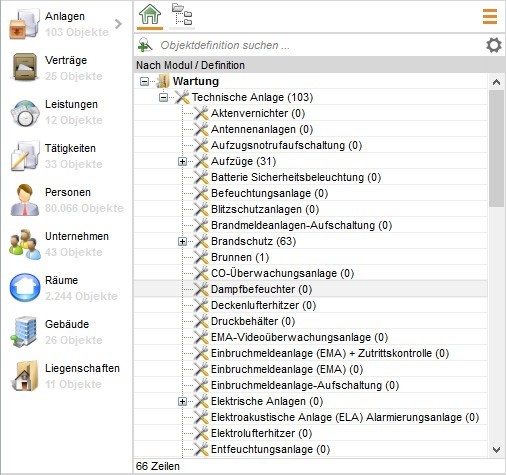 Anlagen
103 Objekte
Verträge
25 Objekte
Leistungen
12 Objekte
Tätigkeiten
33 Objekte
Personen
80.066 Objekte
Unternehmen
43 Objekte
Räume
2.244 Objekte
Gebäude
26 Objekte
Liegenschaften
11 Objekte
Objektdefinition suchen ...
Nach Modul / Definition
Wartung
Technische Anlage (103)
Aktenvernichter (0)
Antennenanlagen (0)
Aufzugsnotrufaufschaltung (0)
Aufzüge (31)
Batterie Sicherheitsbeleuchtung (0)
Befeuchtungsanlage (0)
Blitzschutzanlagen (0)
Brandmeldeanlagen-Aufschaltung (0)
Brandschutz (63)
Brunnen (1)
CO-Überwachungsanlage (0)
Dampfbefeuchter (0)
Deckenlufterhitzer (0)
Druckbehälter (0)
EMA-Videoüberwachungsanlage (0)
Einbruchmeldeanlage (EMA) + Zutrittskontrolle (0)
Einbruchmeldeanlage (EMA) (0)
Einbruchmeldeanlage-Aufschaltung (0)
Elektrische Anlagen (0)
Elektroakustische Anlage (ELA) Alarmierungsanlage (0)
Elektrolufterhitzer (0)
Entfeuchtungsanlage (0)
66 Zeilen